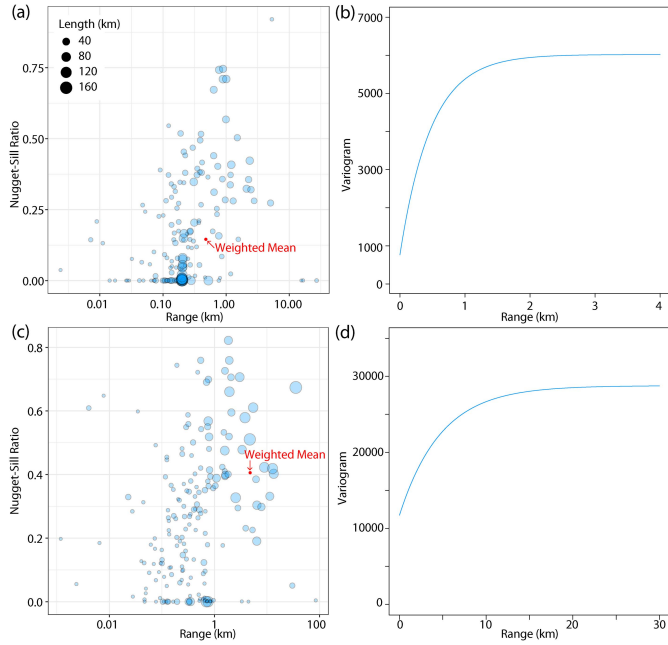 (a)
Length (km)
40
80
120
160
Nugget-Sill Ratio
0.75
0.50
0.25
0.00
Weighted Mean
0.01
0.10
1.00
10.00
Range (km)
(b)
Variogram
7000
5000
3000
1000
0
0
1
2
3
4
Range (km)
(c)
Nugget-Sill Ratio
0.8
0.6
0.4
0.2
0.0
Weighted Mean
0.01
1
100
Range (km)
(d)
Variogram
30000
20000
10000
0
0
10
20
30
Range (km)